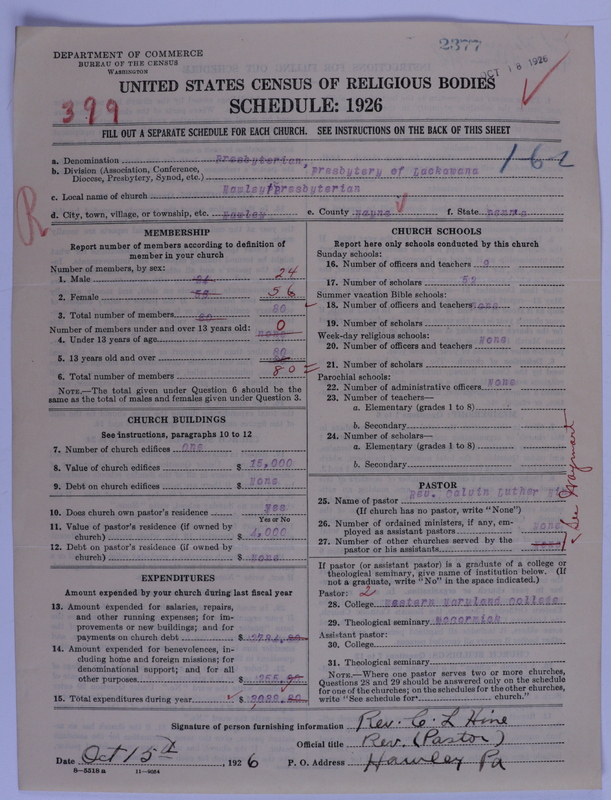 2377
OCT 18 1926
DEPARTMENT OF COMMERCE
BUREAU OF THE CENSUS
WASHINGTON
UNITED STATES CENSUS OF RELIGIOUS BODIES
SCHEDULE: 1926
399
FILL OUT A SEPARATE SCHEDULE FOR EACH CHURCH. SEE INSTRUCTIONS ON THE BACK OF THIS SHEET
a. Denomination Presbyterian
162
b. Division (Association, Conference, Diocese, Presbytery, Synod, etc.) Presbytery of Lackawana
c. Local name of church Hawley Presbyterian
R
d. City, town, village, or township, etc. Hawley e. County Wayne f. State Penna
MEMBERSHIP
Report number of members according to definition of
member in your church
Number of members, by sex:
1. Male 24
2. Female 56
3. Total number of members 80
Number of members under and over 13 years old:
4. Under 13 years of age None 0
5. 13 years old and over 80
6. Total number of members 80
NOTE.—The total given under Question 6 should be the
same as the total of males and females given under Question 3.
CHURCH BUILDINGS
See instructions, paragraphs 10 to 12
7. Number of church edifices one
8. Value of church edifices $ 15,000
9. Debt on church edifices $ None
10. Does church own pastor's residence Yes
Yes or No
11. Value of pastor's residence (if owned by
church) $ 4,000
12. Debt on pastor's residence (if owned by
church) $ None
EXPENDITURES
Amount expended by your church during last fiscal year
13. Amount expended for salaries, repairs,
and other running expenses; for im-
provements or new buildings; and for
payments on church debt $
14. Amount expended for benevolences, in-
cluding home and foreign missions; for
denominational support; and for all
other purposes $
15. Total expenditures during year $
CHURCH SCHOOLS
Report here only schools conducted by this church
Sunday schools:
16. Number of officers and teachers 9
17. Number of scholars
Summer vacation Bible schools:
18. Number of officers and teachers None
19. Number of scholars
Week-day religious schools:
20. Number of officers and teachers None
21. Number of scholars
Parochial schools:
22. Number of administrative officers None
23. Number of teachers—
a. Elementary (grades 1 to 8)
b. Secondary
24. Number of scholars—
a. Elementary (grades 1 to 8)
b. Secondary
PASTOR
25. Name of pastor Rev. Calvin Luther
(If church has no pastor, write "None")
26. Number of ordained ministers, if any, em-
ployed as assistant pastors None
27. Number of other churches served by the
pastor or his assistants
See Waymart
If pastor (or assistant pastor) is a graduate of a college or
theological seminary, give name of institution below. (If
not a graduate, write "No" in the space indicated.)
Pastor: 2
28. College Western Maryland College
29. Theological seminary McCormick
Assistant pastor:
30. College
31. Theological seminary
NOTE.—Where one pastor serves two or more churches,
Questions 28 and 29 should be answered only on the schedule
for one of the churches; on the schedules for the other churches,
write "See schedule for church."
Signature of person furnishing information Rev. C. L. Hine
Official title Rev. (Pastor)
Date Oct 15th, 1926 P. O. Address Hawley Pa
8—5518 a 11—9064